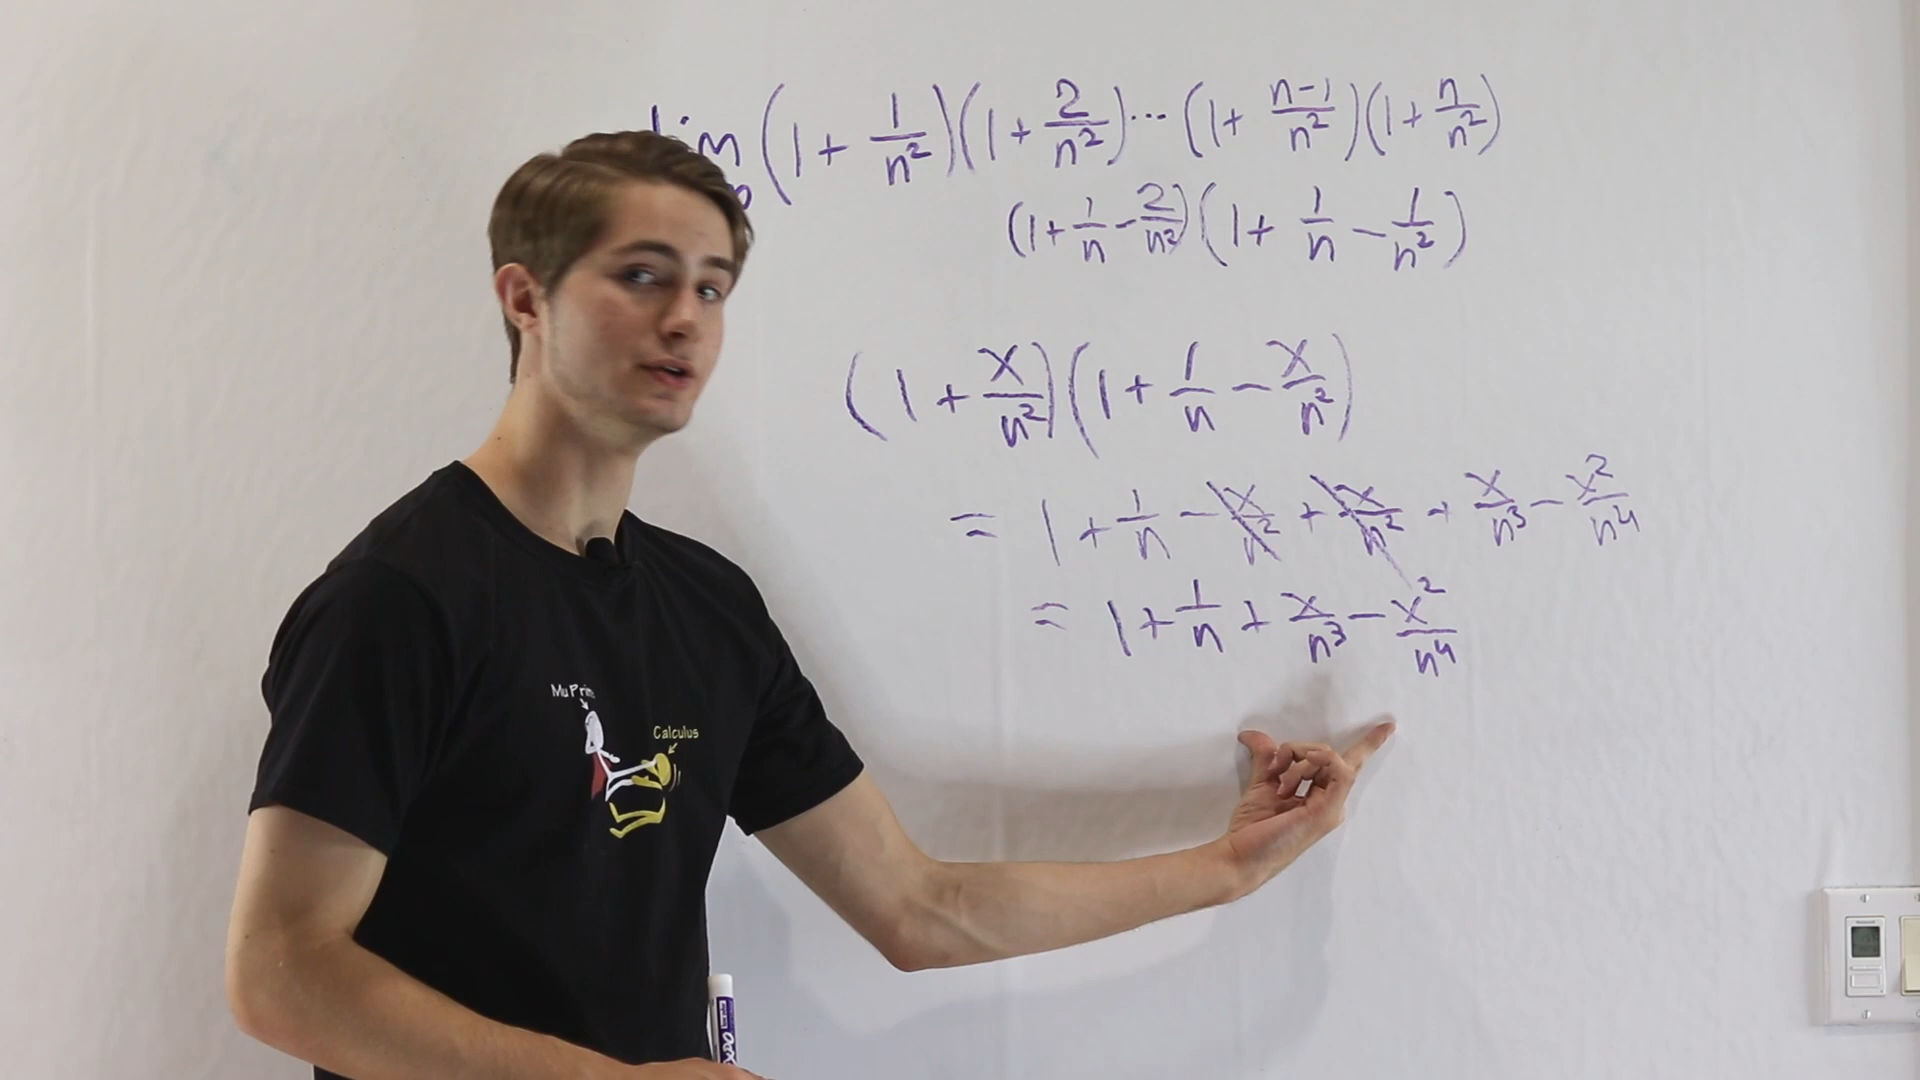 lim (1 + 1/n²)(1 + 2/n²)···(1 + n-1/n²)(1 + n/n²)
(1 + 1/n - 2/n²)(1 + 1/n - 1/n²)
(1 + x/n²)(1 + 1/n - x/n²)
= 1 + 1/n - x/n² + x/n² + x/n³ - x²/n⁴
= 1 + 1/n + x/n³ - x²/n⁴
Calculus
EXPO